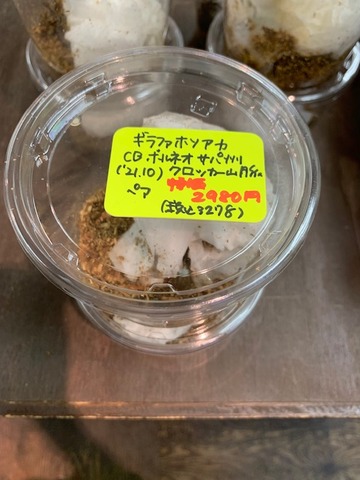 ギラファホソアカ
CB ボルネオ サバ州
('21.10) クロッカー山脈
特価
ペア 2980円
(税込3278)